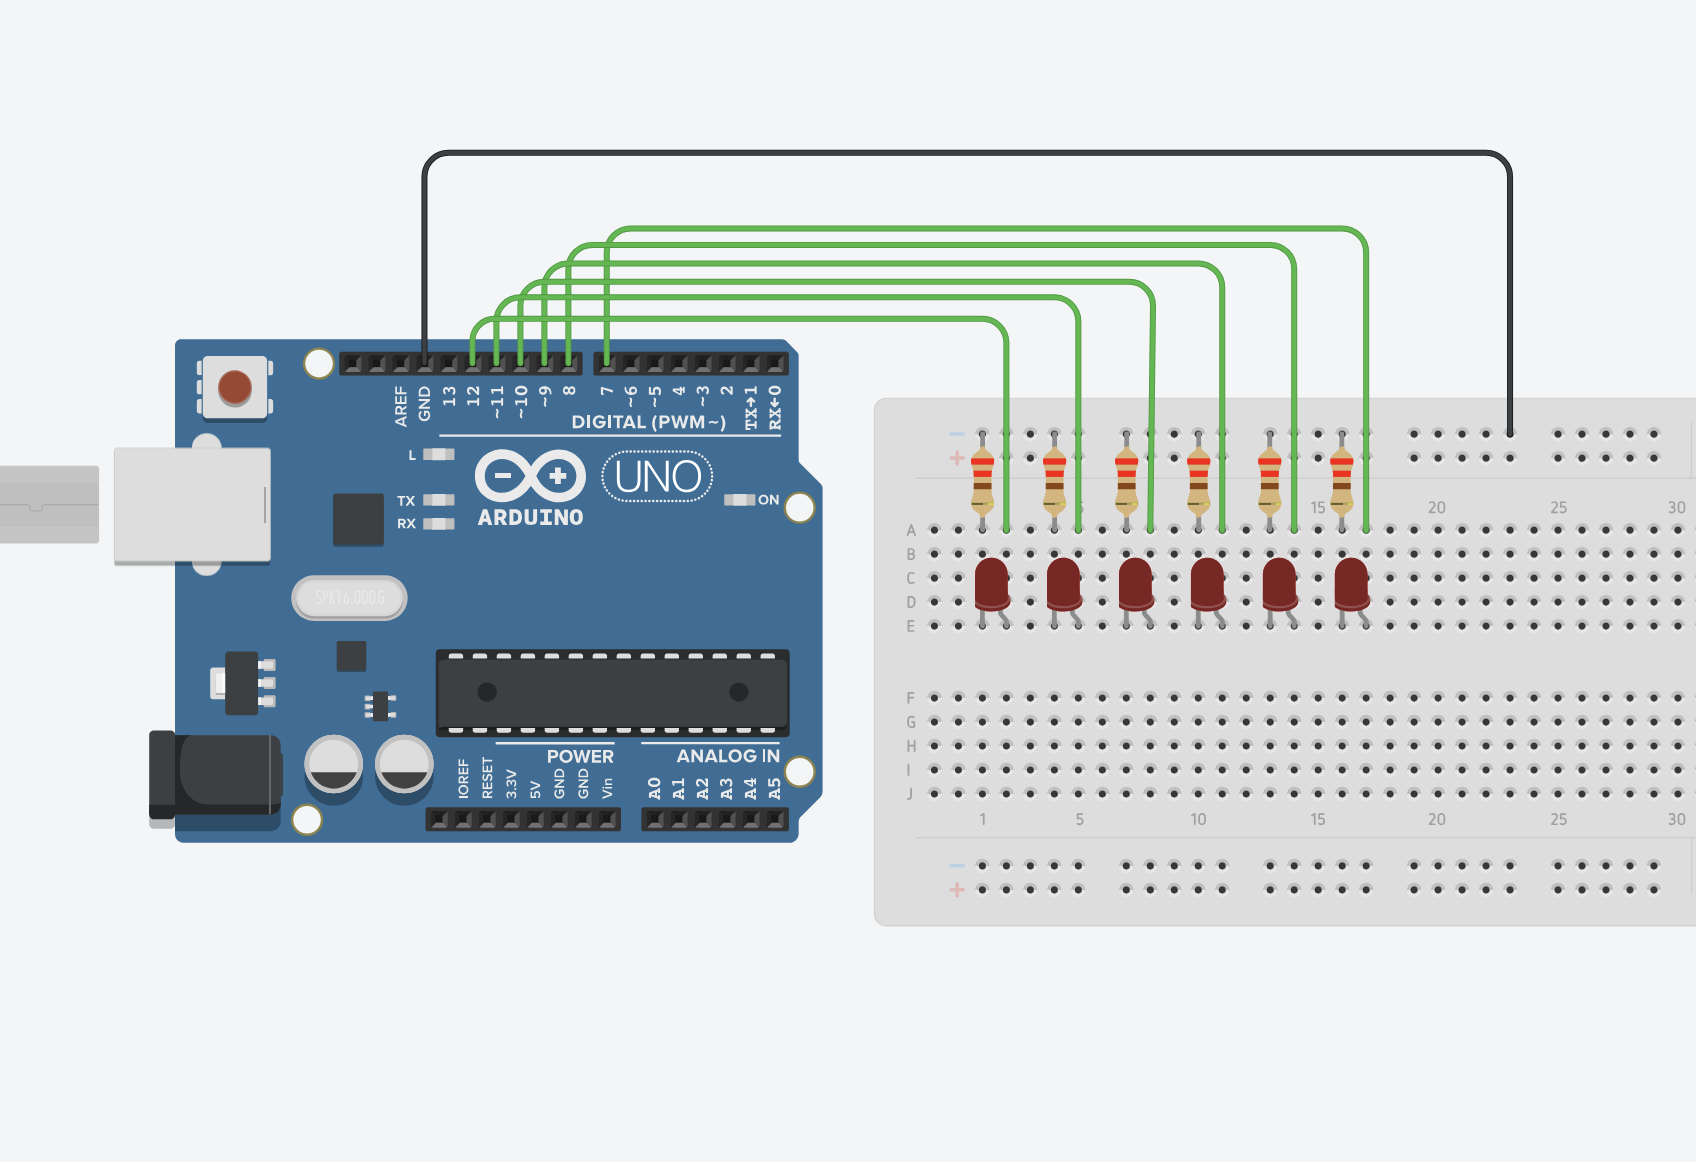 AREF
GND
13
12
~11
~10
~9
8
7
~6
~5
4
~3
2
TX→1
RX←0
DIGITAL (PWM~)
L
TX
RX
UNO
ON
ARDUINO
SPK16.000G
POWER
ANALOG IN
IOREF
RESET
3.3V
5V
GND
GND
Vin
A0
A1
A2
A3
A4
A5
−
+
5
15
20
25
30
A
B
C
D
E
F
G
H
I
J
1
5
10
15
20
25
30
−
+